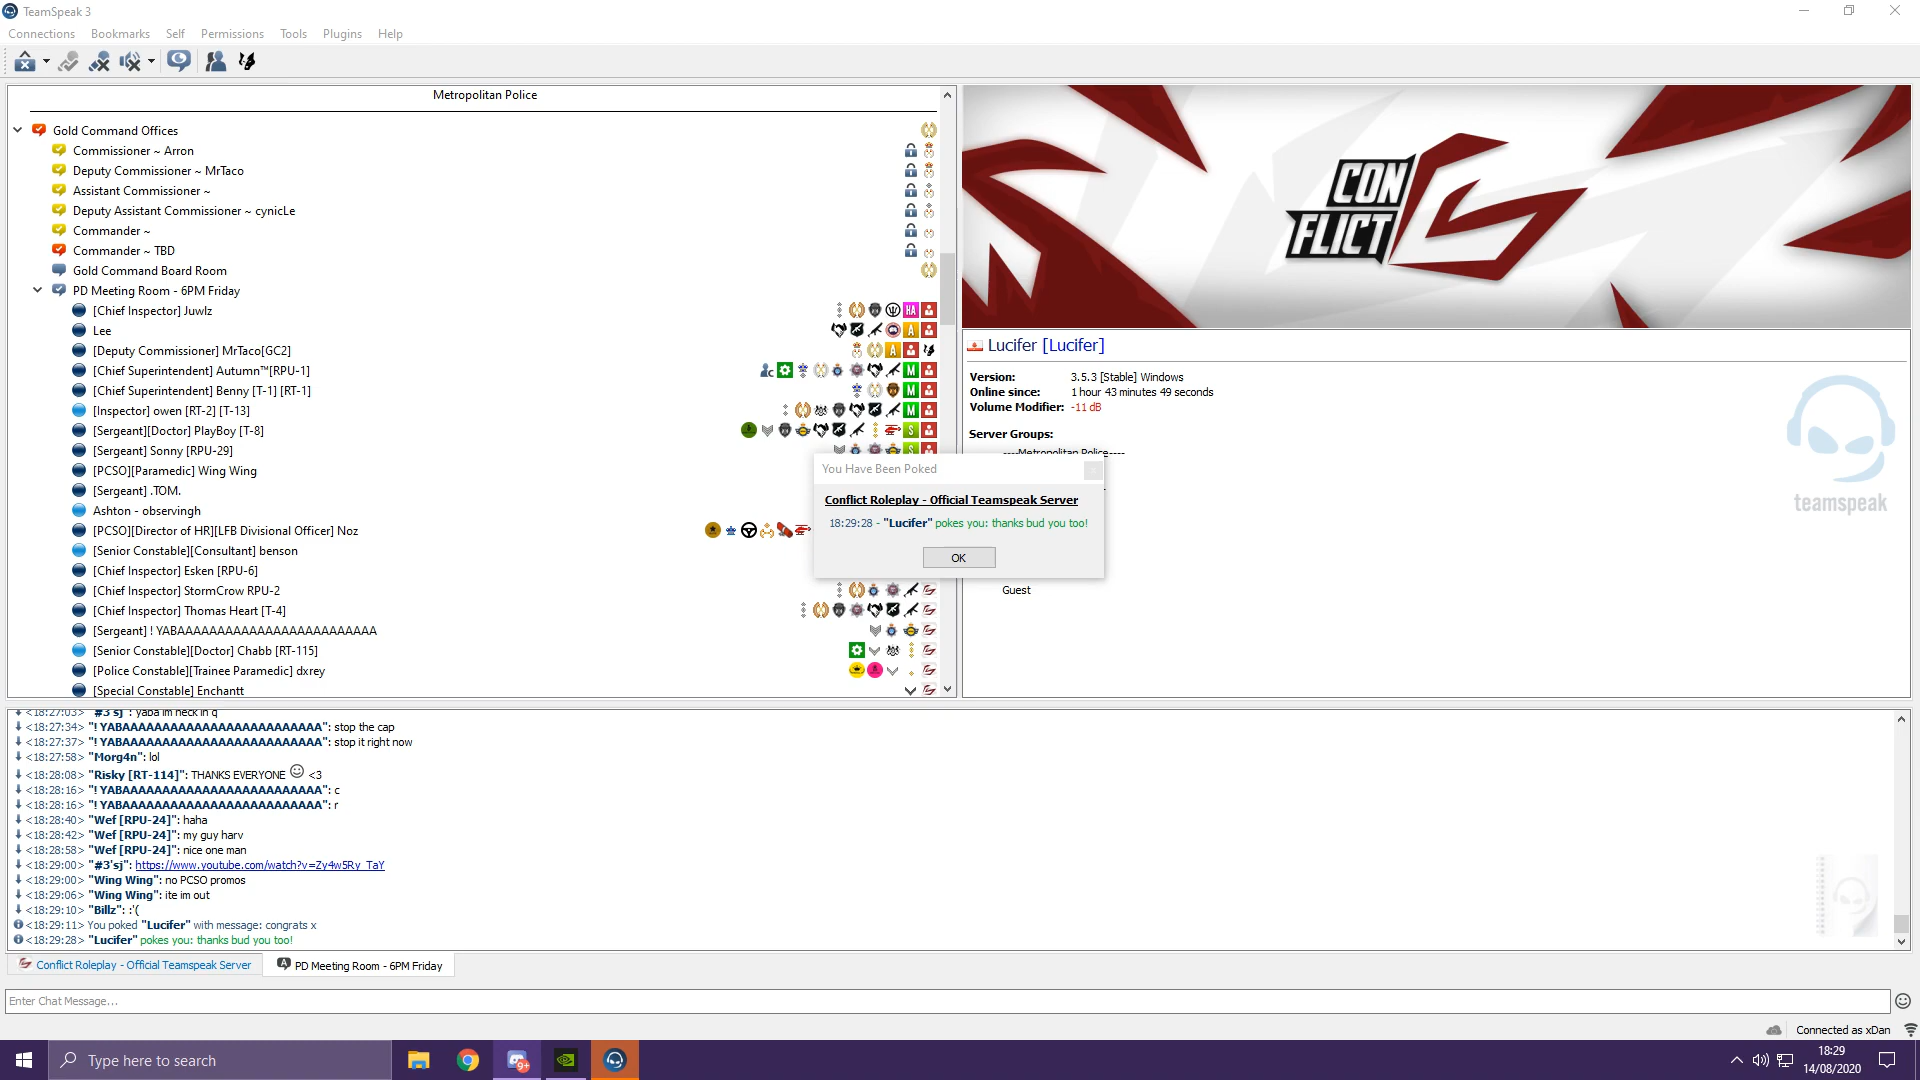 TeamSpeak 3
Connections Bookmarks Self Permissions Tools Plugins Help
Metropolitan Police
Gold Command Offices
Commissioner ~ Arron
Deputy Commissioner ~ MrTaco
Assistant Commissioner ~
Deputy Assistant Commissioner ~ cynicLe
Commander ~
Commander ~ TBD
Gold Command Board Room
PD Meeting Room - 6PM Friday
[Chief Inspector] Juwlz
HA
Lee
A
[Deputy Commissioner] MrTaco[GC2]
A
[Chief Superintendent] Autumn™[RPU-1]
M
[Chief Superintendent] Benny [T-1] [RT-1]
M
[Inspector] owen [RT-2] [T-13]
M
[Sergeant][Doctor] PlayBoy [T-8]
S
[Sergeant] Sonny [RPU-29]
[PCSO][Paramedic] Wing Wing
[Sergeant] .TOM.
Ashton - observingh
[PCSO][Director of HR][LFB Divisional Officer] Noz
[Senior Constable][Consultant] benson
[Chief Inspector] Esken [RPU-6]
[Chief Inspector] StormCrow RPU-2
[Chief Inspector] Thomas Heart [T-4]
[Sergeant] ! YABAAAAAAAAAAAAAAAAAAAAAAAAA
[Senior Constable][Doctor] Chabb [RT-115]
[Police Constable][Trainee Paramedic] dxrey
[Special Constable] Enchantt
CON
FLICT
Lucifer [Lucifer]
Version: 3.5.3 [Stable] Windows
Online since: 1 hour 43 minutes 49 seconds
Volume Modifier: -11 dB
Server Groups:
----Metropolitan Police----
Guest
teamspeak
You Have Been Poked
Conflict Roleplay - Official Teamspeak Server
18:29:28 - "Lucifer" pokes you: thanks bud you too!
OK
<18:27:03> "#3'sj": yaba im neck in q
<18:27:34> "! YABAAAAAAAAAAAAAAAAAAAAAAAAA": stop the cap
<18:27:37> "! YABAAAAAAAAAAAAAAAAAAAAAAAAA": stop it right now
<18:27:58> "Morg4n": lol
<18:28:08> "Risky [RT-114]": THANKS EVERYONE <3
<18:28:16> "! YABAAAAAAAAAAAAAAAAAAAAAAAAA": c
<18:28:16> "! YABAAAAAAAAAAAAAAAAAAAAAAAAA": r
<18:28:40> "Wef [RPU-24]": haha
<18:28:42> "Wef [RPU-24]": my guy harv
<18:28:58> "Wef [RPU-24]": nice one man
<18:29:00> "#3'sj": https://www.youtube.com/watch?v=Zy4w5Ry_TaY
<18:29:00> "Wing Wing": no PCSO promos
<18:29:06> "Wing Wing": ite im out
<18:29:10> "Billz": :'(
<18:29:11> You poked "Lucifer" with message: congrats x
<18:29:28> "Lucifer" pokes you: thanks bud you too!
Conflict Roleplay - Official Teamspeak Server
PD Meeting Room - 6PM Friday
Enter Chat Message...
Connected as xDan
Type here to search
9+
18:29
14/08/2020